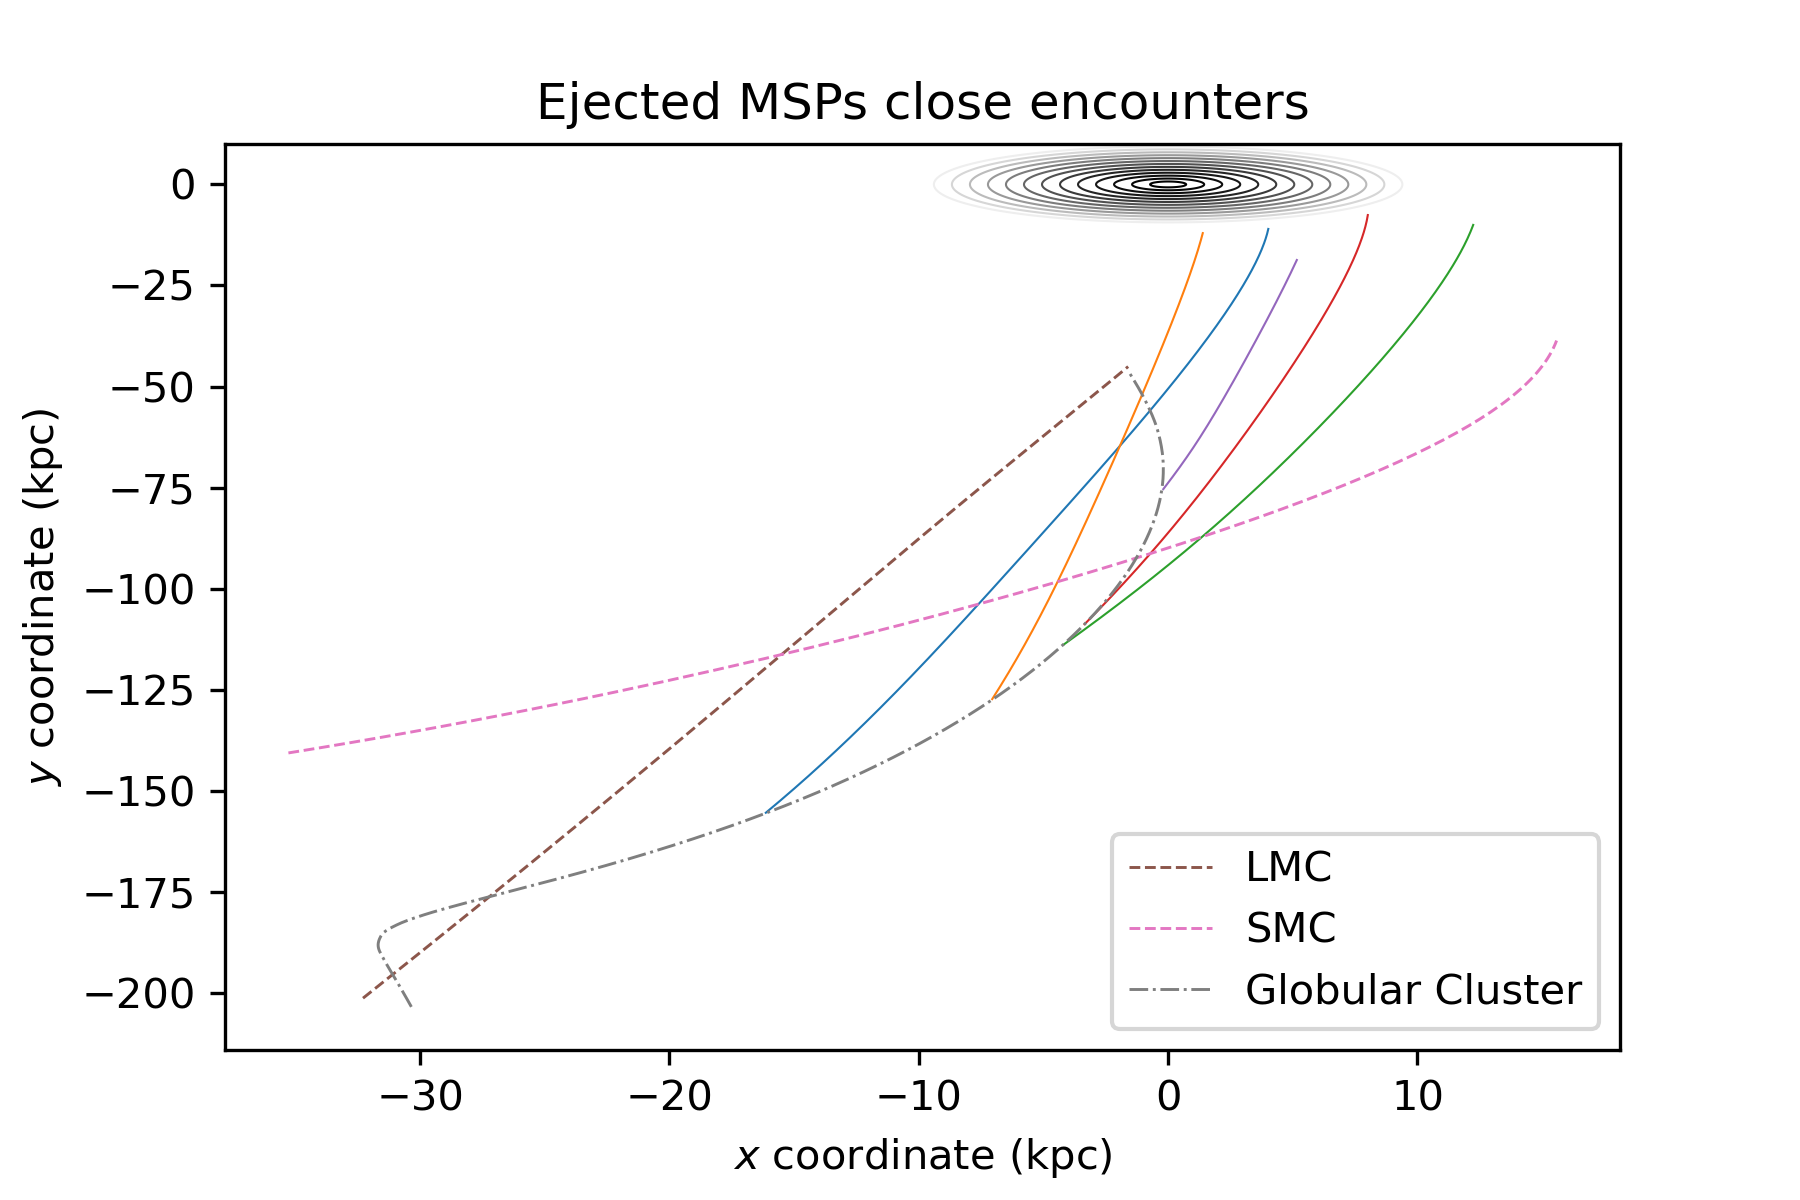 Ejected MSPs close encounters
0
−25
−50
−75
−100
−125
−150
−175
−200
y coordinate (kpc)
LMC
SMC
Globular Cluster
−30
−20
−10
0
10
x coordinate (kpc)